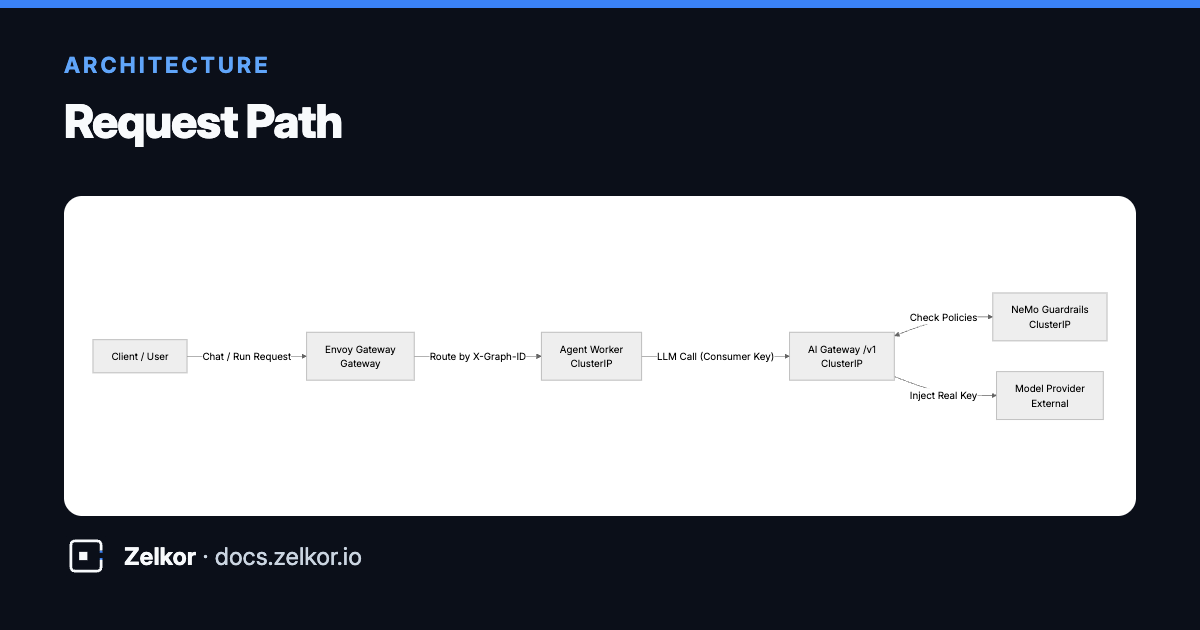 ARCHITECTURE
Request Path
Client / User
Chat / Run Request
Envoy Gateway
Gateway
Route by X-Graph-ID
Agent Worker
ClusterIP
LLM Call (Consumer Key)
AI Gateway /v1
ClusterIP
Check Policies
NeMo Guardrails
ClusterIP
Inject Real Key
Model Provider
External
Zelkor · docs.zelkor.io